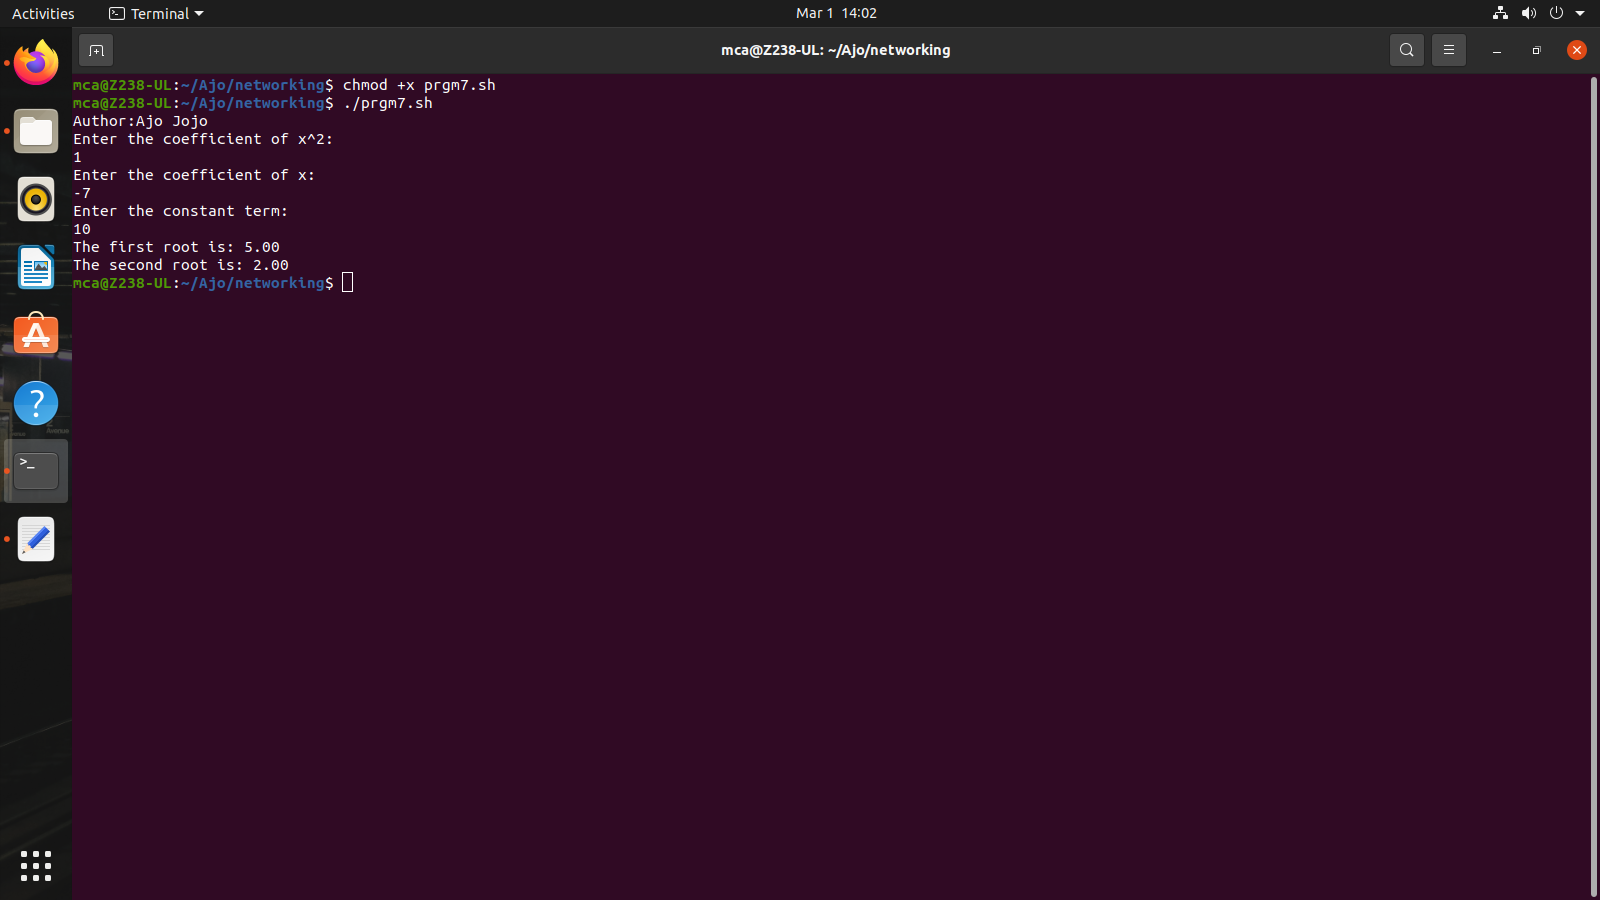 Activities
Terminal
Mar 1 14:02
mca@Z238-UL: ~/Ajo/networking
mca@Z238-UL:~/Ajo/networking$ chmod +x prgm7.sh
mca@Z238-UL:~/Ajo/networking$ ./prgm7.sh
Author:Ajo Jojo
Enter the coefficient of x^2:
1
Enter the coefficient of x:
-7
Enter the constant term:
10
The first root is: 5.00
The second root is: 2.00
mca@Z238-UL:~/Ajo/networking$